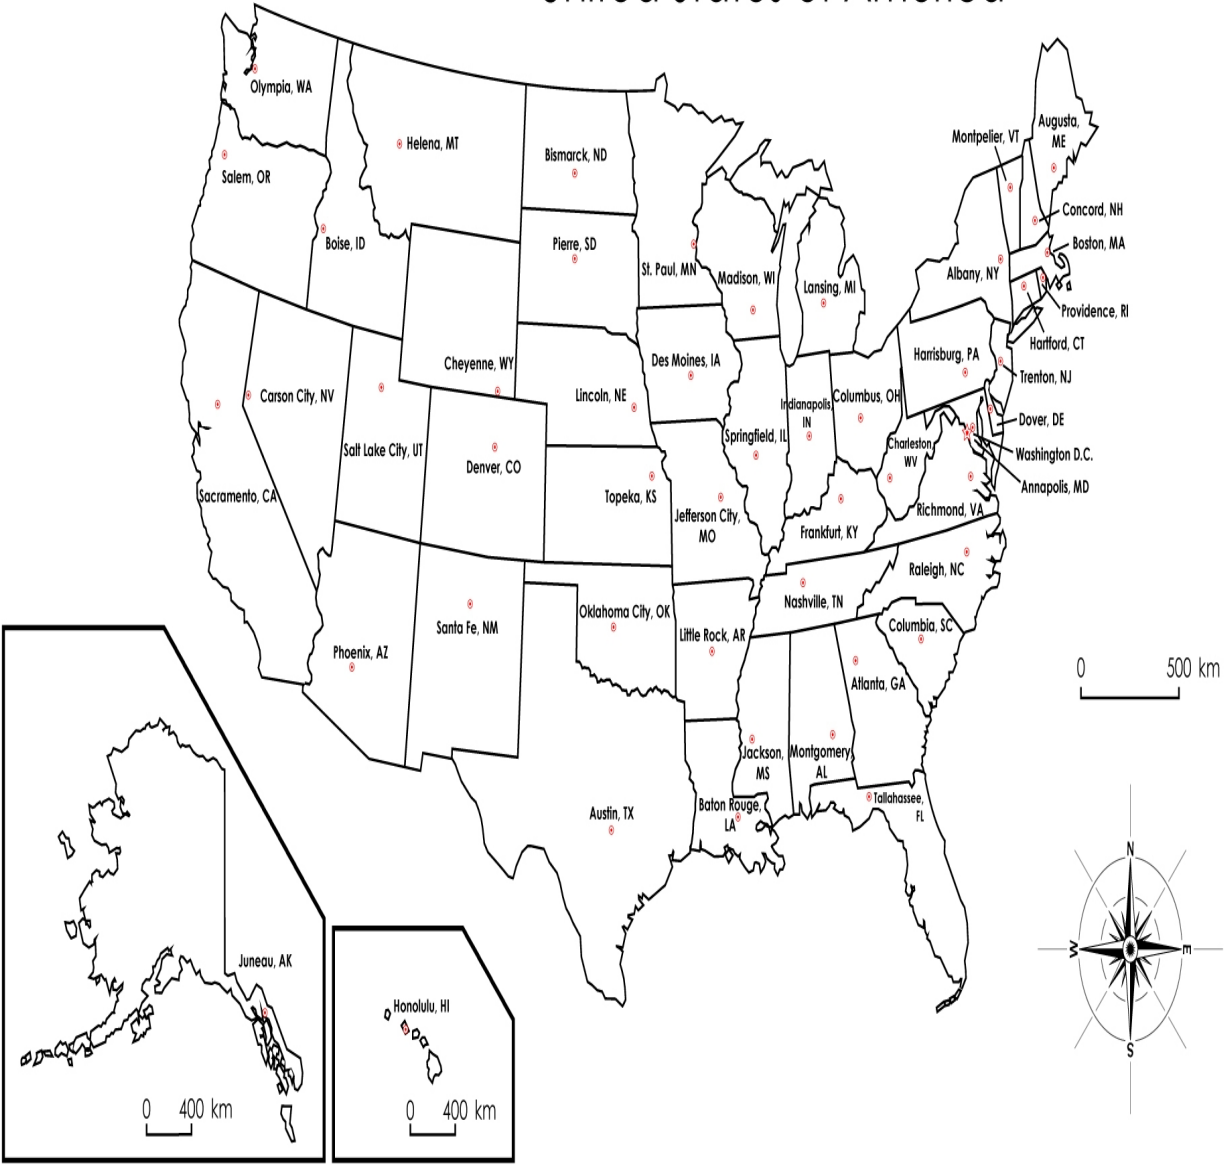 United States of America
Olympia, WA
Montpelier, VT
Augusta,
ME
Helena, MT
Bismarck, ND
Salem, OR
Concord, NH
Boise, ID
Pierre, SD
Boston, MA
St. Paul, MN
Madison, WI
Lansing, MI
Albany, NY
Providence, RI
Hartford, CT
Cheyenne, WY
Des Moines, IA
Harrisburg, PA
Trenton, NJ
Carson City, NV
Lincoln, NE
Indianapolis,
IN
Columbus, OH
Dover, DE
Salt Lake City, UT
Denver, CO
Springfield, IL
Charleston,
WV
Washington D.C.
Sacramento, CA
Topeka, KS
Jefferson City,
MO
Frankfurt, KY
Richmond, VA
Annapolis, MD
Raleigh, NC
Santa Fe, NM
Oklahoma City, OK
Nashville, TN
Little Rock, AR
Columbia, SC
Phoenix, AZ
Atlanta, GA
0 500 km
Jackson,
MS
Montgomery,
AL
Austin, TX
Baton Rouge,
LA
Tallahassee,
FL
N
W E
S
Juneau, AK
Honolulu, HI
0 400 km
0 400 km